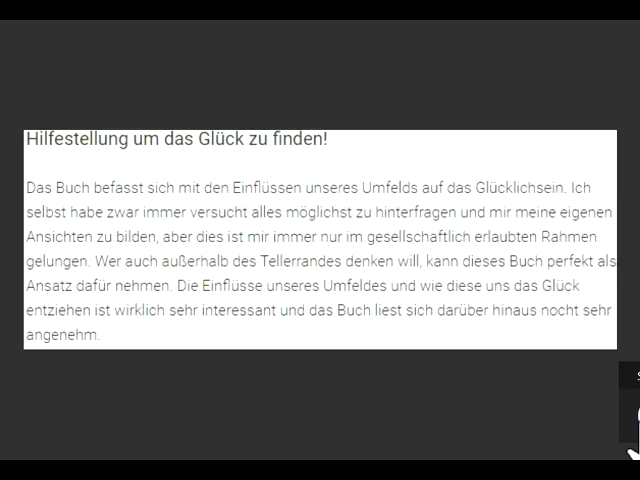 Hilfestellung um das Glück zu finden!
Das Buch befasst sich mit den Einflüssen unseres Umfelds auf das Glücklichsein. Ich
selbst habe zwar immer versucht alles möglichst zu hinterfragen und mir meine eigenen
Ansichten zu bilden, aber dies ist mir immer nur im gesellschaftlich erlaubten Rahmen
gelungen. Wer auch außerhalb des Tellerrandes denken will, kann dieses Buch perfekt als
Ansatz dafür nehmen. Die Einflüsse unseres Umfeldes und wie diese uns das Glück
entziehen ist wirklich sehr interessant und das Buch liest sich darüber hinaus nocht sehr
angenehm.